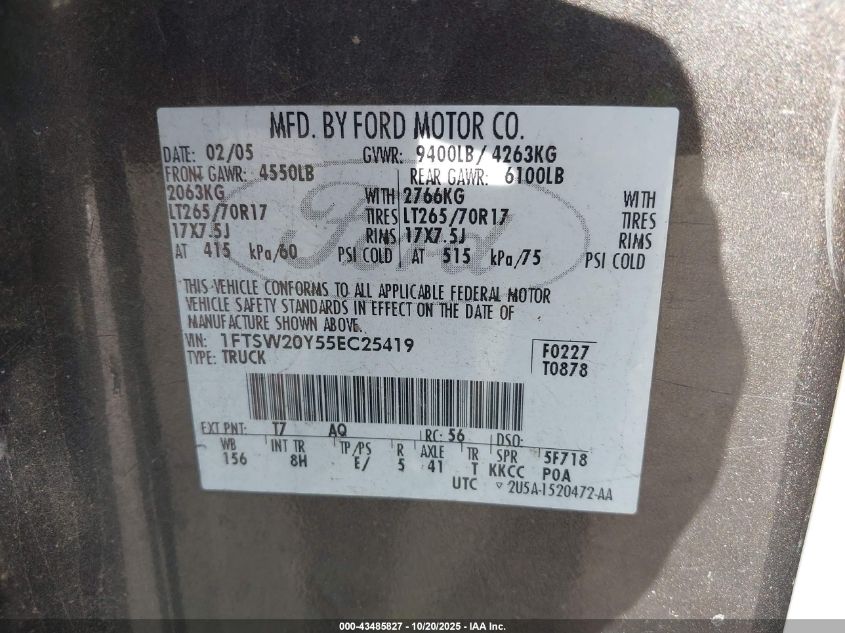 MFD. BY FORD MOTOR CO.
DATE: 02/05 GVWR: 9400LB / 4263KG
FRONT GAWR: 4550LB REAR GAWR: 6100LB
2063KG WITH 2766KG WITH
LT265/70R17 TIRES LT265/70R17 TIRES
17X7.5J RIMS 17X7.5J RIMS
AT 415 kPa/60 PSI COLD AT 515 kPa/75 PSI COLD
Ford
THIS VEHICLE CONFORMS TO ALL APPLICABLE FEDERAL MOTOR
VEHICLE SAFETY STANDARDS IN EFFECT ON THE DATE OF
MANUFACTURE SHOWN ABOVE.
VIN: 1FTSW20Y55EC25419 F0227
TYPE: TRUCK T0878
EXT PNT: T7 AQ RC: 56 DSO:
WB INT TR TP/PS R AXLE TR SPR 5F718
156 8H E/ 5 41 T KKCC P0A
UTC ▽ 2U5A-1520472-AA
000-43485827 - 10/20/2025 - IAA Inc.